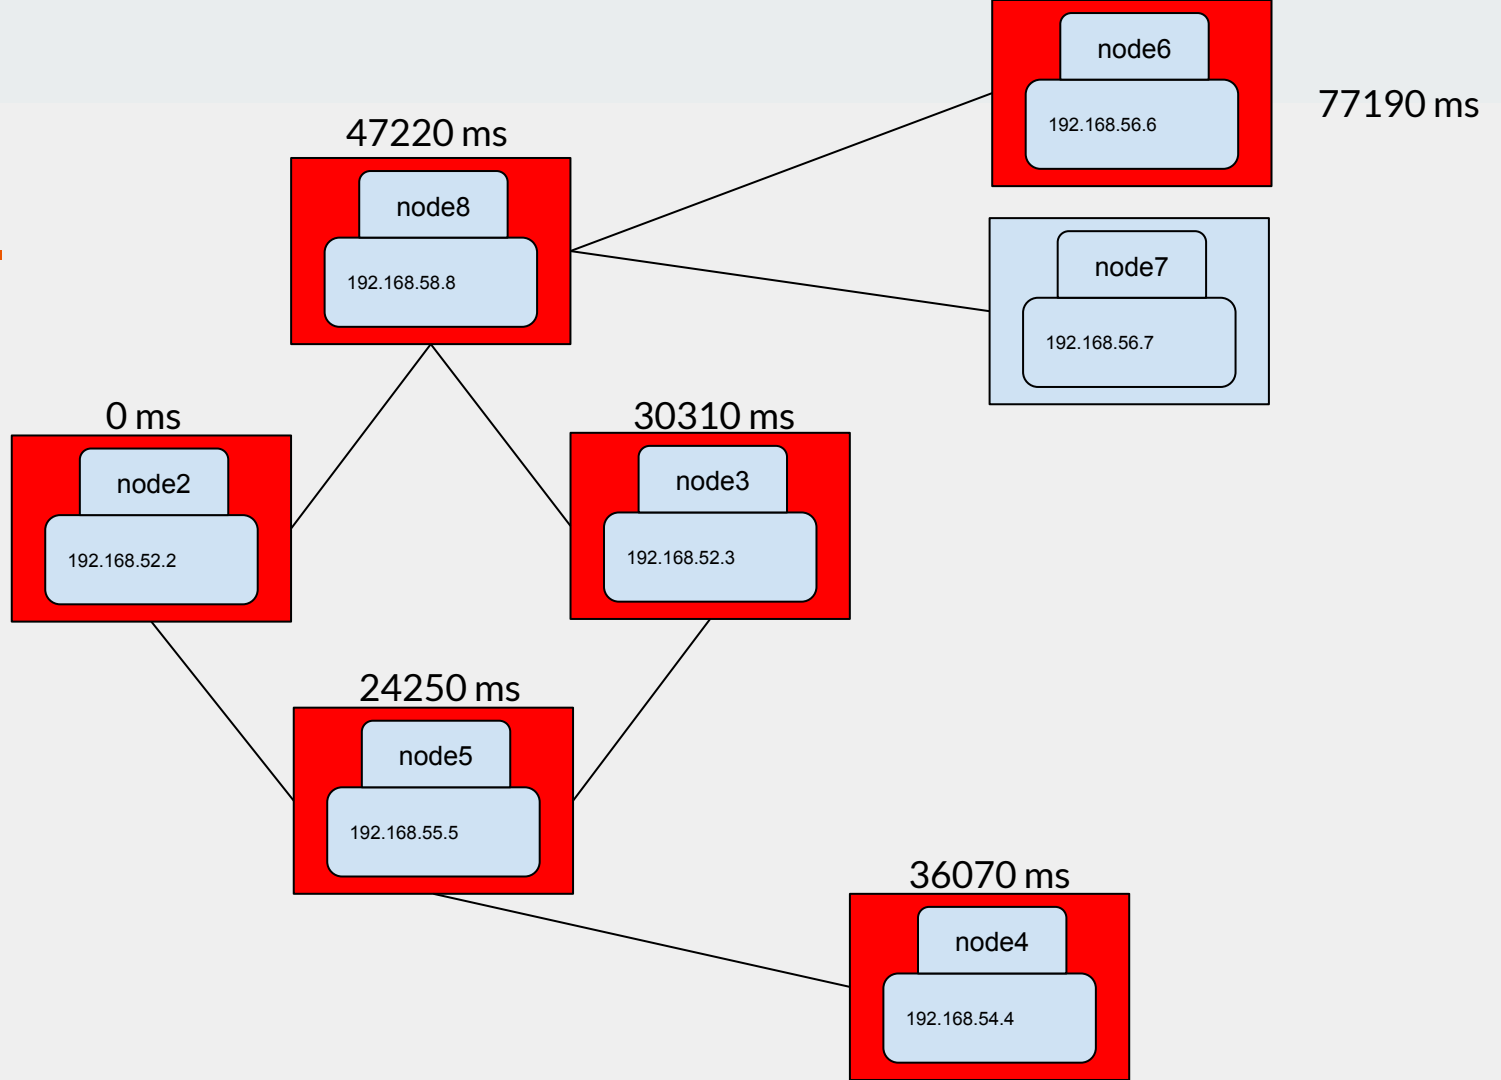 node6
192.168.56.6
77190 ms
47220 ms
node8
192.168.58.8
node7
192.168.56.7
0 ms
node2
192.168.52.2
30310 ms
node3
192.168.52.3
24250 ms
node5
192.168.55.5
36070 ms
node4
192.168.54.4